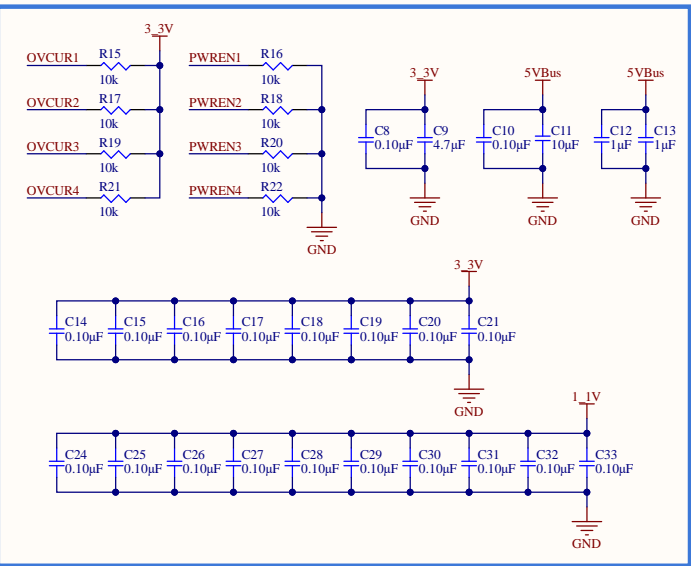 3_3V
OVCUR1 R15 PWREN1 R16
10k 10k
OVCUR2 R17 PWREN2 R18
10k 10k
OVCUR3 R19 PWREN3 R20
10k 10k
OVCUR4 R21 PWREN4 R22
10k 10k
GND
3_3V 5VBus 5VBus
C8 C9 C10 C11 C12 C13
0.10µF 4.7µF 0.10µF 10µF 1µF 1µF
GND GND GND
3_3V
C14 C15 C16 C17 C18 C19 C20 C21
0.10µF 0.10µF 0.10µF 0.10µF 0.10µF 0.10µF 0.10µF 0.10µF
GND
1_1V
C24 C25 C26 C27 C28 C29 C30 C31 C32 C33
0.10µF 0.10µF 0.10µF 0.10µF 0.10µF 0.10µF 0.10µF 0.10µF 0.10µF 0.10µF
GND